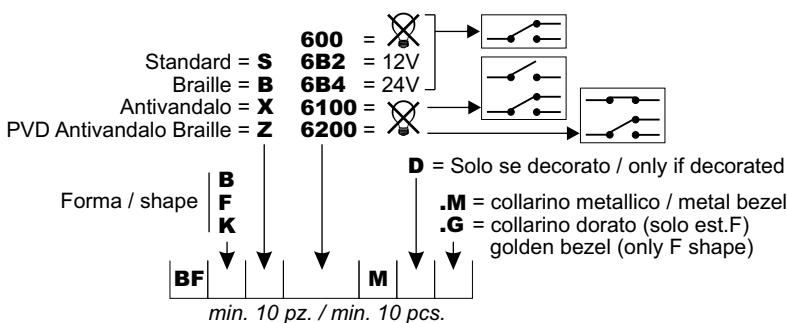 600 =
Standard = S 6B2 = 12V
Braille = B 6B4 = 24V
Antivandalo = X 6100 =
PVD Antivandalo Braille = Z 6200 =
D = Solo se decorato / only if decorated
Forma / shape
B
F
K
.M = collarino metallico / metal bezel
.G = collarino dorato (solo est.F)
golden bezel (only F shape)
BF M
min. 10 pz. / min. 10 pcs.